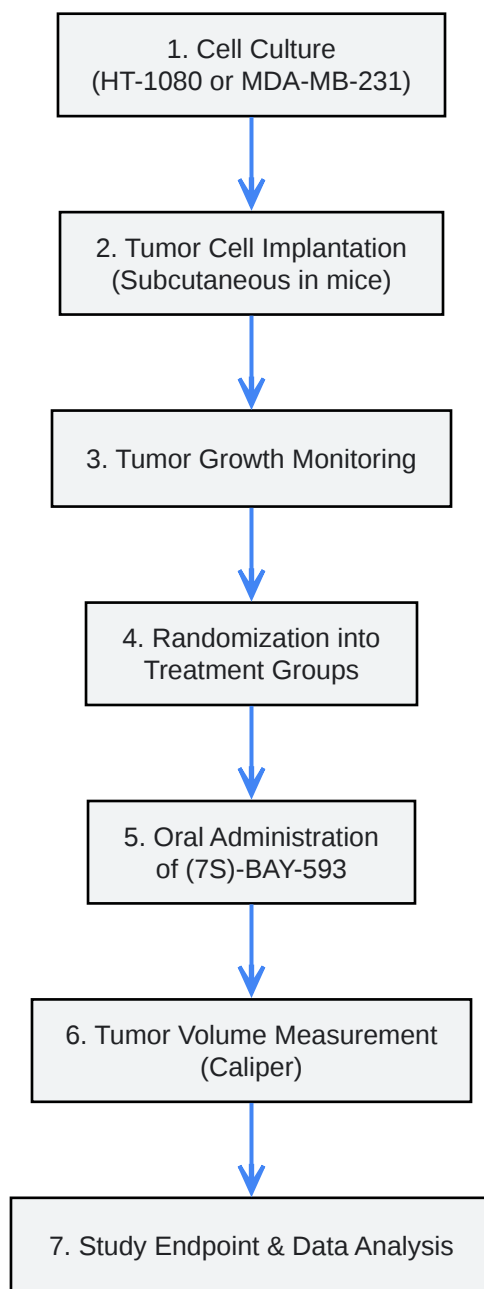 1. Cell Culture
(HT-1080 or MDA-MB-231)
2. Tumor Cell Implantation
(Subcutaneous in mice)
3. Tumor Growth Monitoring
4. Randomization into
Treatment Groups
5. Oral Administration
of (7S)-BAY-593
6. Tumor Volume Measurement
(Caliper)
7. Study Endpoint & Data Analysis